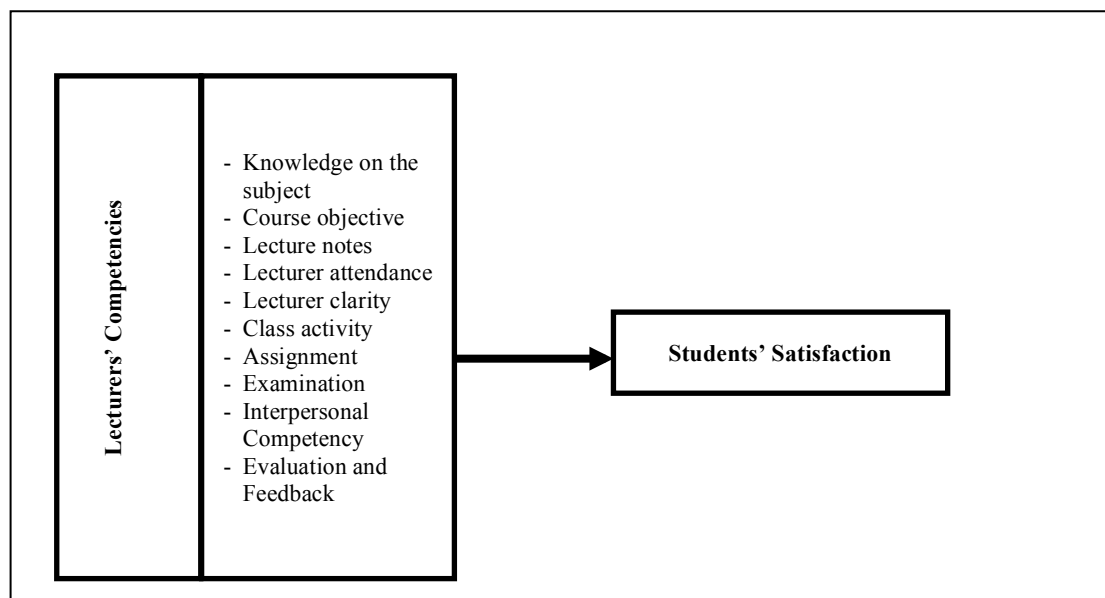 Lecturers’ Competencies
- Knowledge on the
subject
- Course objective
- Lecture notes
- Lecturer attendance
- Lecturer clarity
- Class activity
- Assignment
- Examination
- Interpersonal
Competency
- Evaluation and
Feedback
Students’ Satisfaction